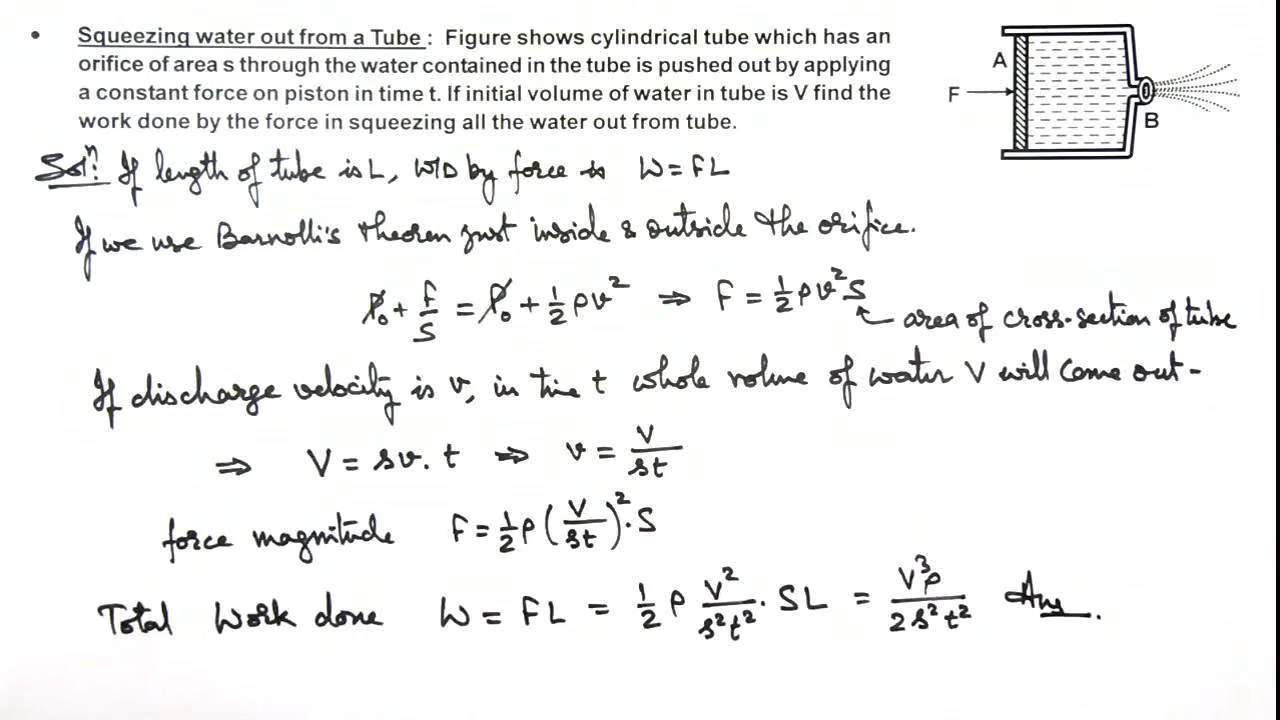 • Squeezing water out from a Tube : Figure shows cylindrical tube which has an
orifice of area s through the water contained in the tube is pushed out by applying
a constant force on piston in time t. If initial volume of water in tube is V find the
work done by the force in squeezing all the water out from tube.
A
F
B
Solⁿ: If length of tube is L, W/D by force is W = FL
If we use Barnolli's theoren just inside & outside the orifice.
P₀ + F/S = P₀ + ½ρv² ⇒ F = ½ρv²S
area of cross-section of tube
If discharge velocity is v, in time t whole volume of water V will come out -
⇒ V = sv. t ⇒ v = V/st
force magnitude F = ½ρ(V/st)²·S
Total Work done W = FL = ½ρ V²/s²t² · SL = V³ρ/2s²t² Ans.